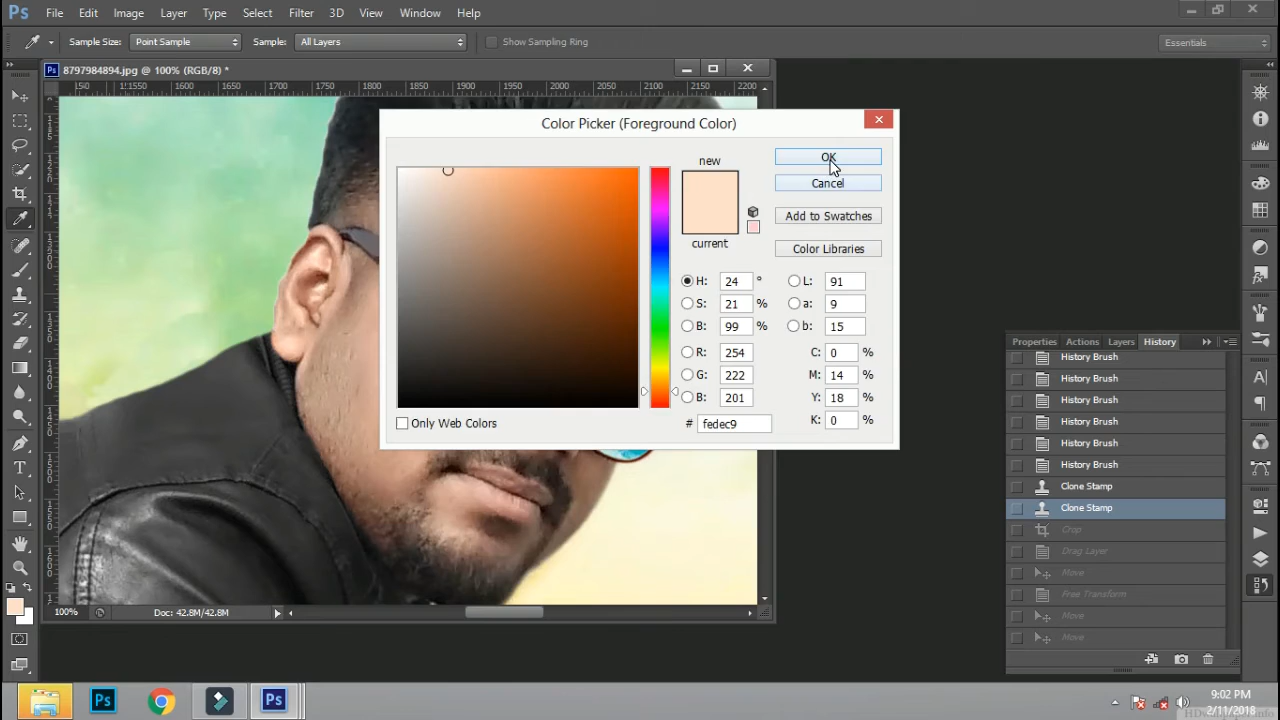 Ps File Edit Image Layer Type Select Filter 3D View Window Help
Sample Size: Point Sample Sample: All Layers Show Sampling Ring Essentials
Ps 8797984894.jpg @ 100% (RGB/8) *
1600 1650 1700 1750 1800 1850 1900 1950 2000 2050 2100 2150 2200
Color Picker (Foreground Color)
new
OK
Cancel
current
Add to Swatches
Color Libraries
H: 24 ° L: 91
S: 21 % a: 9
B: 99 % b: 15
R: 254 C: 0 %
G: 222 M: 14 %
B: 201 Y: 18 %
K: 0 %
Only Web Colors # fedec9
Properties Actions Layers History
History Brush
History Brush
History Brush
History Brush
History Brush
History Brush
Clone Stamp
Clone Stamp
Crop
Drag Layer
Move
Free Transform
Move
Move
100% Doc: 42.8M/42.8M
Ps Ps
9:02 PM
2/11/2018